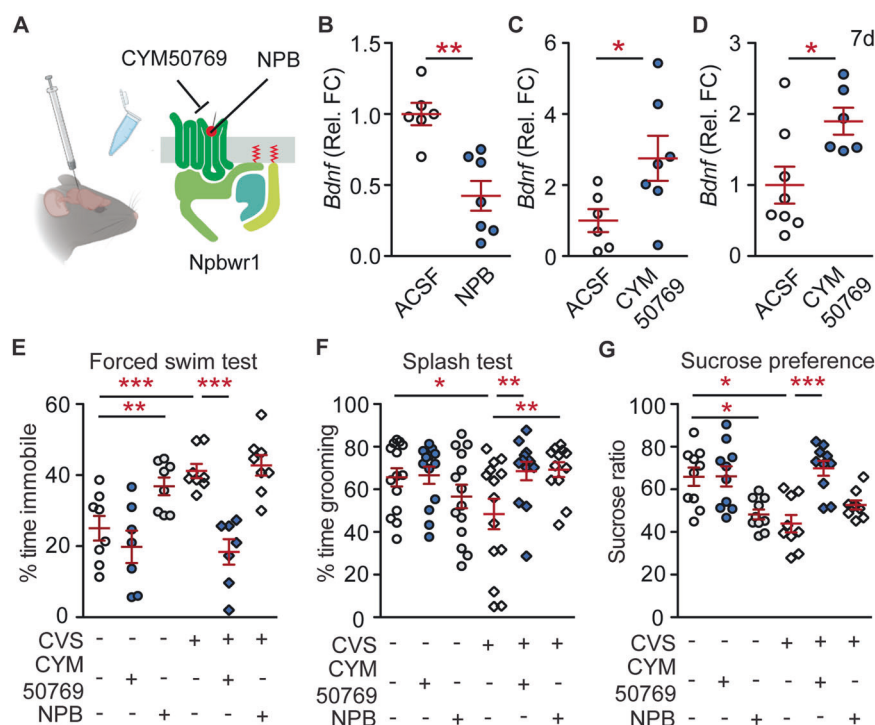 A
CYM50769
NPB
Npbwr1
B
**
Bdnf (Rel. FC)
1.5
1.0
0.5
0.0
ACSF
NPB
C
*
Bdnf (Rel. FC)
6
4
2
0
ACSF
CYM
50769
D
7d
*
Bdnf (Rel. FC)
3
2
1
0
ACSF
CYM
50769
E
Forced swim test
*** ***
**
% time immobile
60
40
20
0
CVS - - - + + +
CYM
50769 - + - - + -
NPB - - + - - +
F
Splash test
* **
**
% time grooming
100
80
60
40
20
0
CVS - - - + + +
CYM
50769 - + - - + -
NPB - - + - - +
G
Sucrose preference
* ***
*
Sucrose ratio
100
80
60
40
20
0
CVS - - - + + +
CYM
50769 - + - - + -
NPB - - + - - +